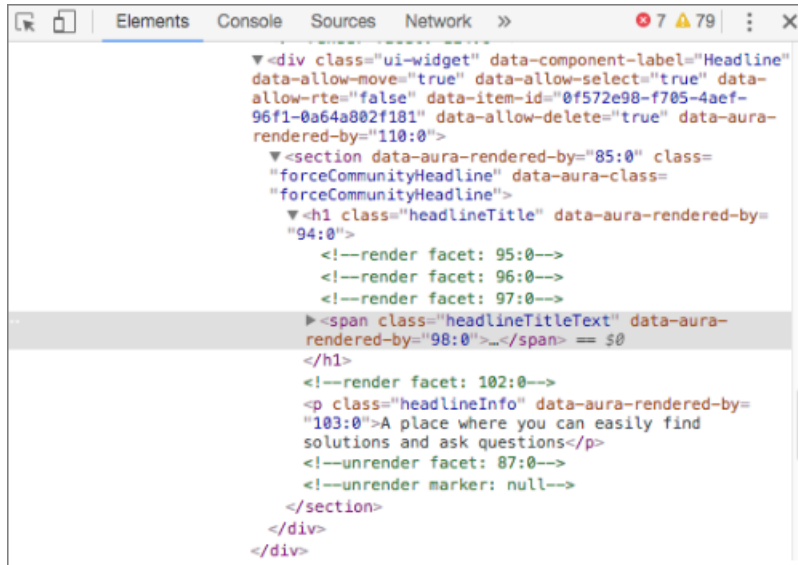 Elements Console Sources Network » 7 79
▼<div class="ui-widget" data-component-label="Headline"
data-allow-move="true" data-allow-select="true" data-
allow-rte="false" data-item-id="0f572e98-f705-4aef-
96f1-0a64a802f181" data-allow-delete="true" data-aura-
rendered-by="110:0">
▼<section data-aura-rendered-by="85:0" class=
"forceCommunityHeadline" data-aura-class=
"forceCommunityHeadline">
▼<h1 class="headlineTitle" data-aura-rendered-by=
"94:0">
<!--render facet: 95:0-->
<!--render facet: 96:0-->
<!--render facet: 97:0-->
▶<span class="headlineTitleText" data-aura-
rendered-by="98:0">…</span> == $0
</h1>
<!--render facet: 102:0-->
<p class="headlineInfo" data-aura-rendered-by=
"103:0">A place where you can easily find
solutions and ask questions</p>
<!--unrender facet: 87:0-->
<!--unrender marker: null-->
</section>
</div>
</div>